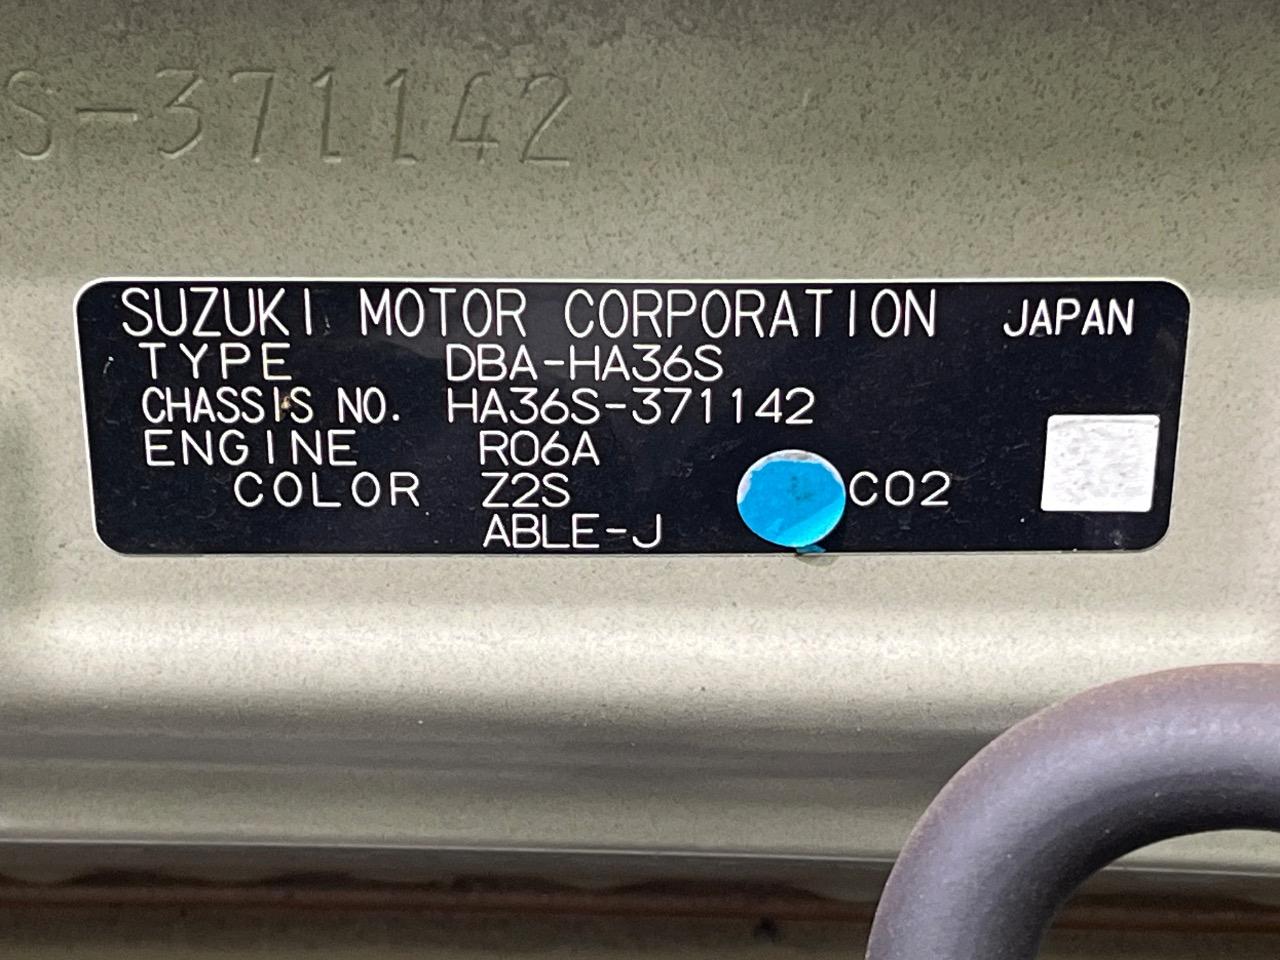 S-371142
SUZUKI MOTOR CORPORATION JAPAN
TYPE DBA-HA36S
CHASSIS NO. HA36S-371142
ENGINE R06A
COLOR Z2S C02
ABLE-J